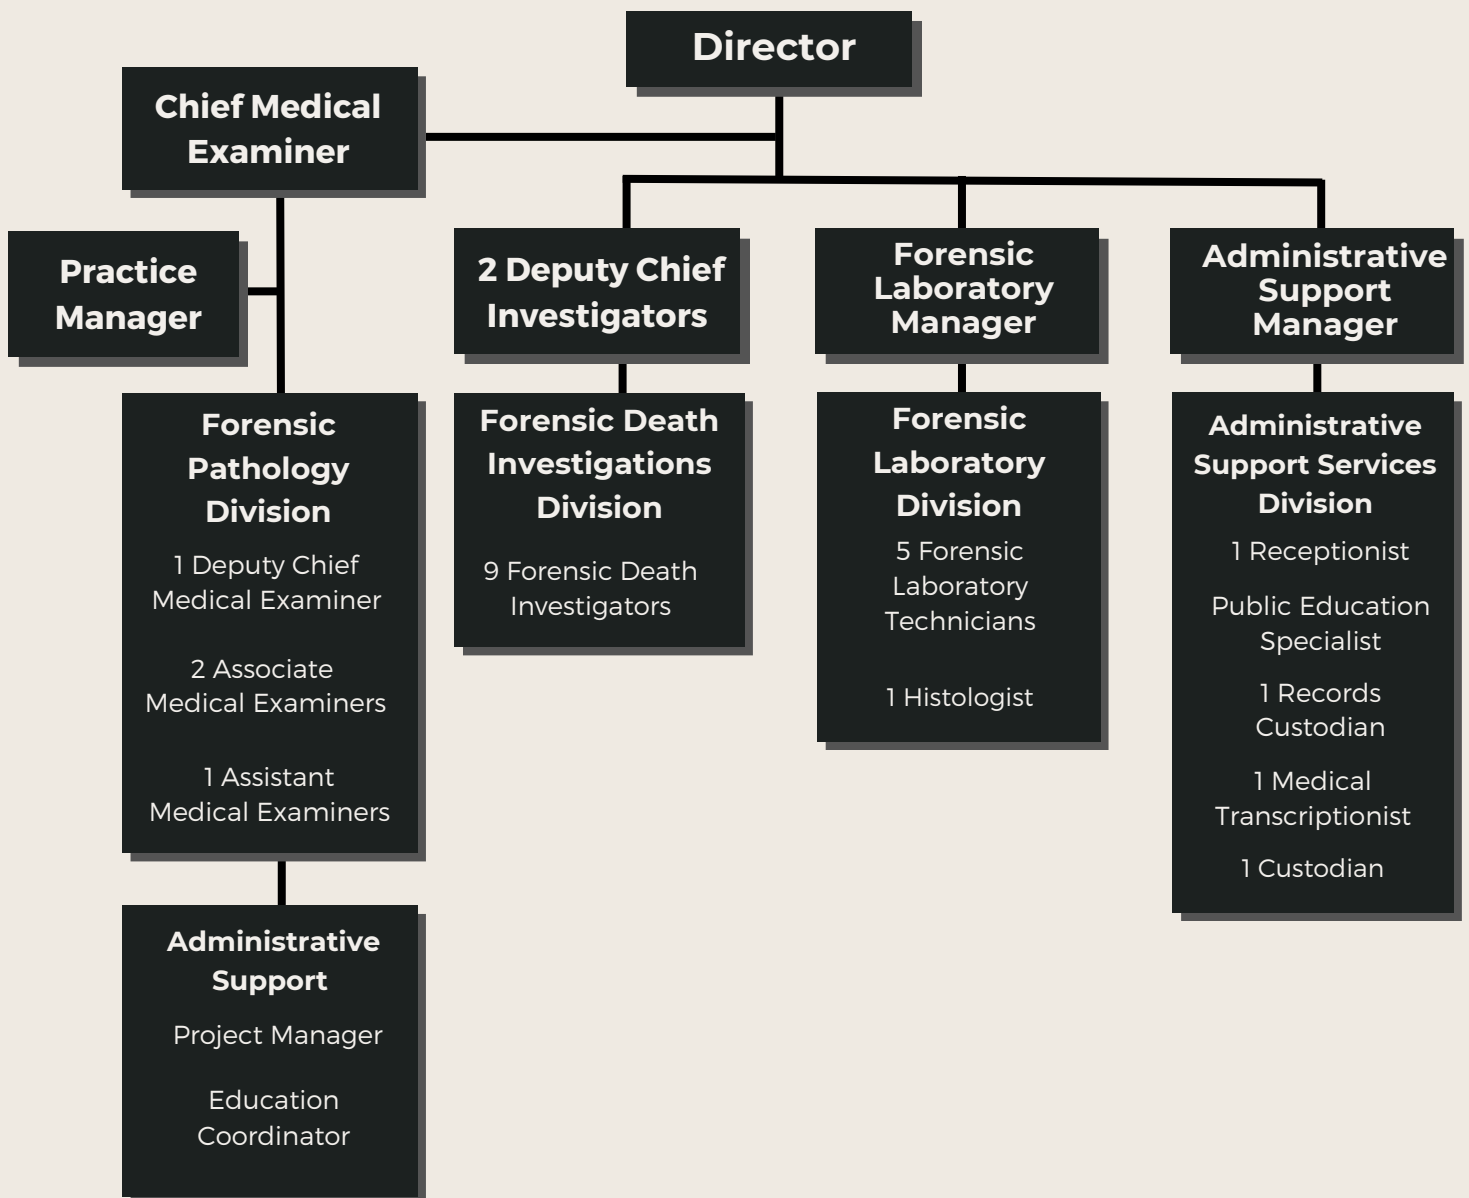 Director
Chief Medical
Examiner
Practice
Manager
2 Deputy Chief
Investigators
Forensic
Laboratory
Manager
Administrative
Support
Manager
Forensic
Pathology
Division
1 Deputy Chief
Medical Examiner
2 Associate
Medical Examiners
1 Assistant
Medical Examiners
Forensic Death
Investigations
Division
9 Forensic Death
Investigators
Forensic
Laboratory
Division
5 Forensic
Laboratory
Technicians
1 Histologist
Administrative
Support Services
Division
1 Receptionist
Public Education
Specialist
1 Records
Custodian
1 Medical
Transcriptionist
1 Custodian
Administrative
Support
Project Manager
Education
Coordinator